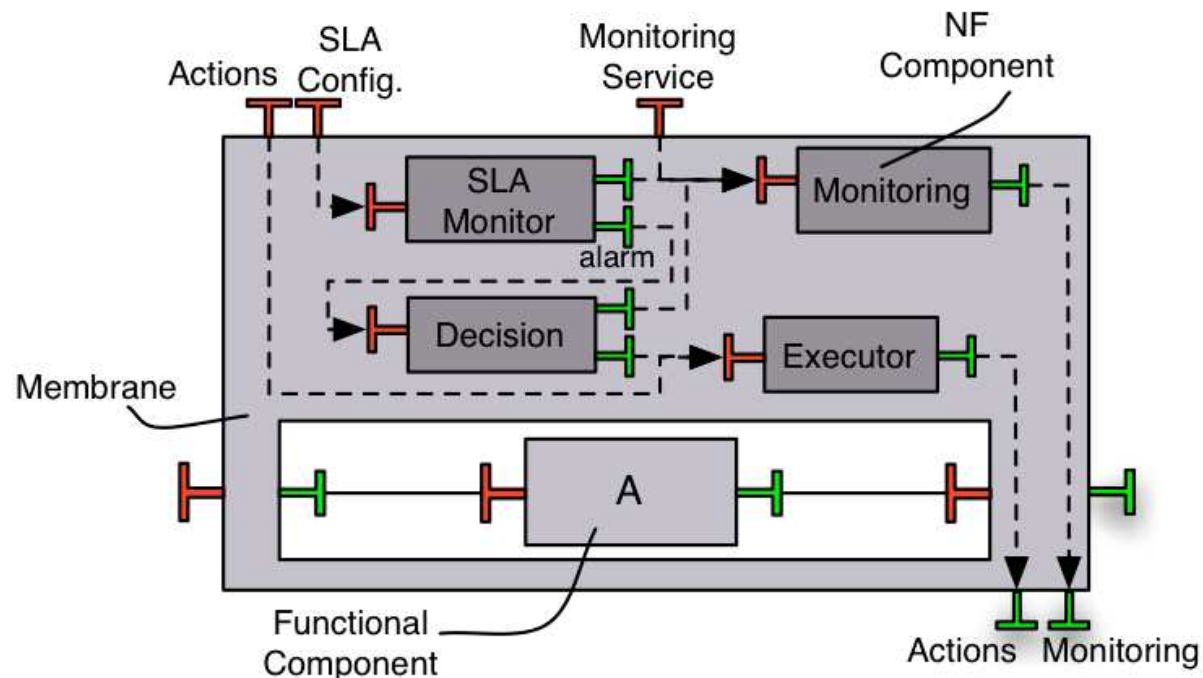 Actions
SLA
Config.
Monitoring
Service
NF
Component
SLA
Monitor
Monitoring
alarm
Decision
Executor
Membrane
A
Functional
Component
Actions
Monitoring